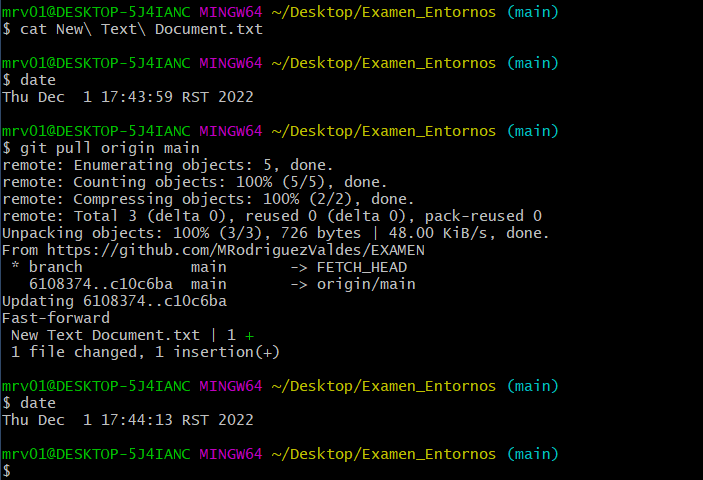 mrv01@DESKTOP-5J4IANC MINGW64 ~/Desktop/Examen_Entornos (main)
$ cat New\ Text\ Document.txt

mrv01@DESKTOP-5J4IANC MINGW64 ~/Desktop/Examen_Entornos (main)
$ date
Thu Dec  1 17:43:59 RST 2022

mrv01@DESKTOP-5J4IANC MINGW64 ~/Desktop/Examen_Entornos (main)
$ git pull origin main
remote: Enumerating objects: 5, done.
remote: Counting objects: 100% (5/5), done.
remote: Compressing objects: 100% (2/2), done.
remote: Total 3 (delta 0), reused 0 (delta 0), pack-reused 0
Unpacking objects: 100% (3/3), 726 bytes | 48.00 KiB/s, done.
From https://github.com/MRodriguezValdes/EXAMEN
 * branch            main       -> FETCH_HEAD
   6108374..c10c6ba  main       -> origin/main
Updating 6108374..c10c6ba
Fast-forward
 New Text Document.txt | 1 +
 1 file changed, 1 insertion(+)

mrv01@DESKTOP-5J4IANC MINGW64 ~/Desktop/Examen_Entornos (main)
$ date
Thu Dec  1 17:44:13 RST 2022

mrv01@DESKTOP-5J4IANC MINGW64 ~/Desktop/Examen_Entornos (main)
$